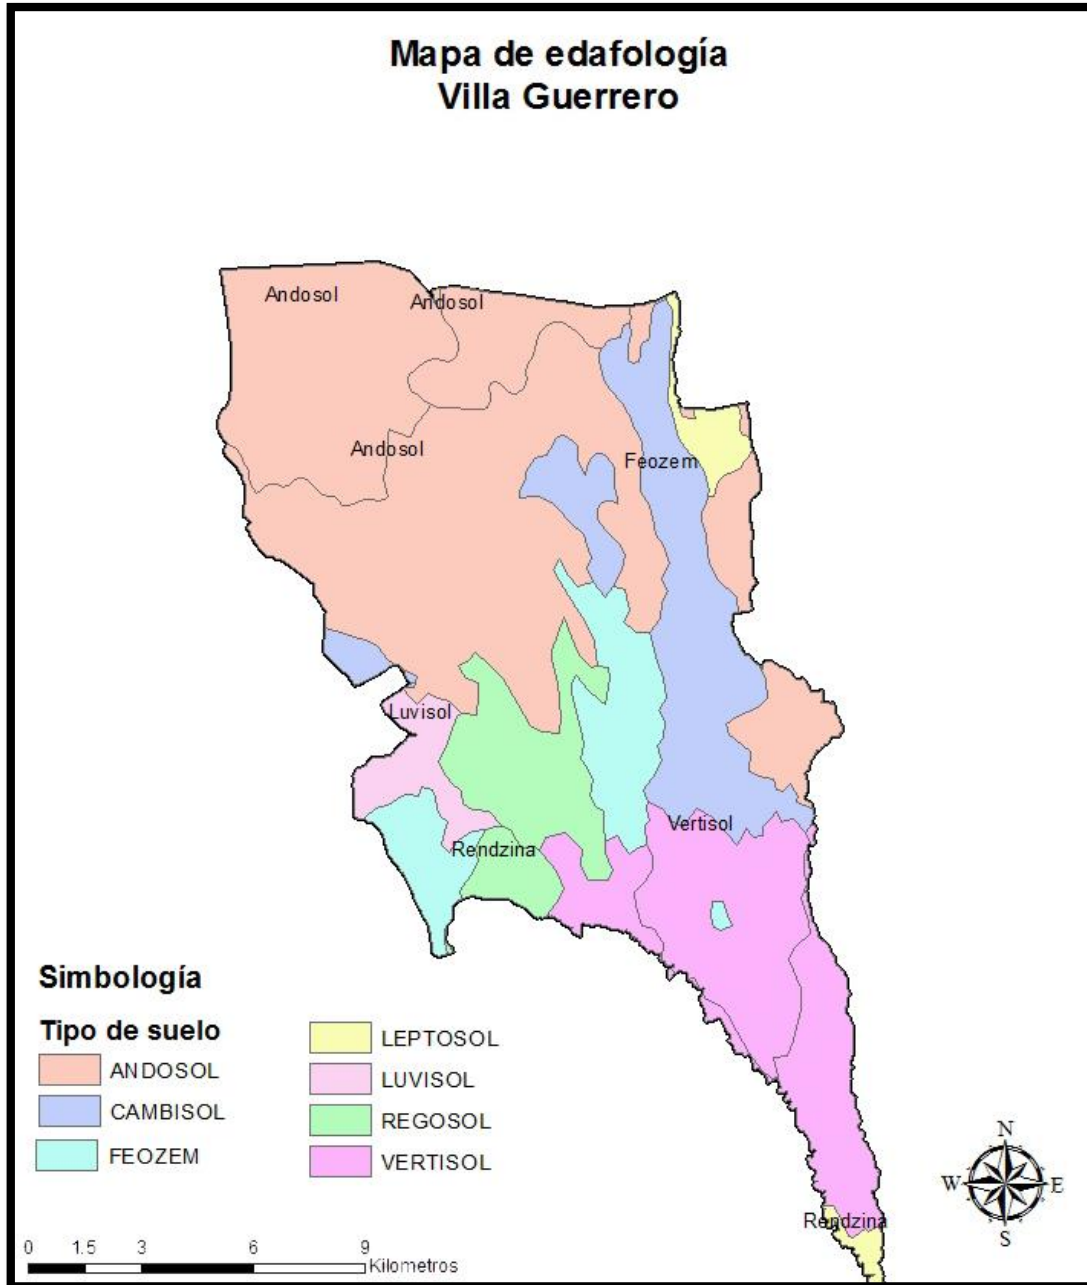 Mapa de edafología
Villa Guerrero
Andosol
Andosol
Andosol
Feozem
Luvisol
Vertisol
Rendzina
Simbología
Tipo de suelo
ANDOSOL
CAMBISOL
FEOZEM
LEPTOSOL
LUVISOL
REGOSOL
VERTISOL
N
W
E
S
Rendzina
0 1.5 3 6 9
Kilometros